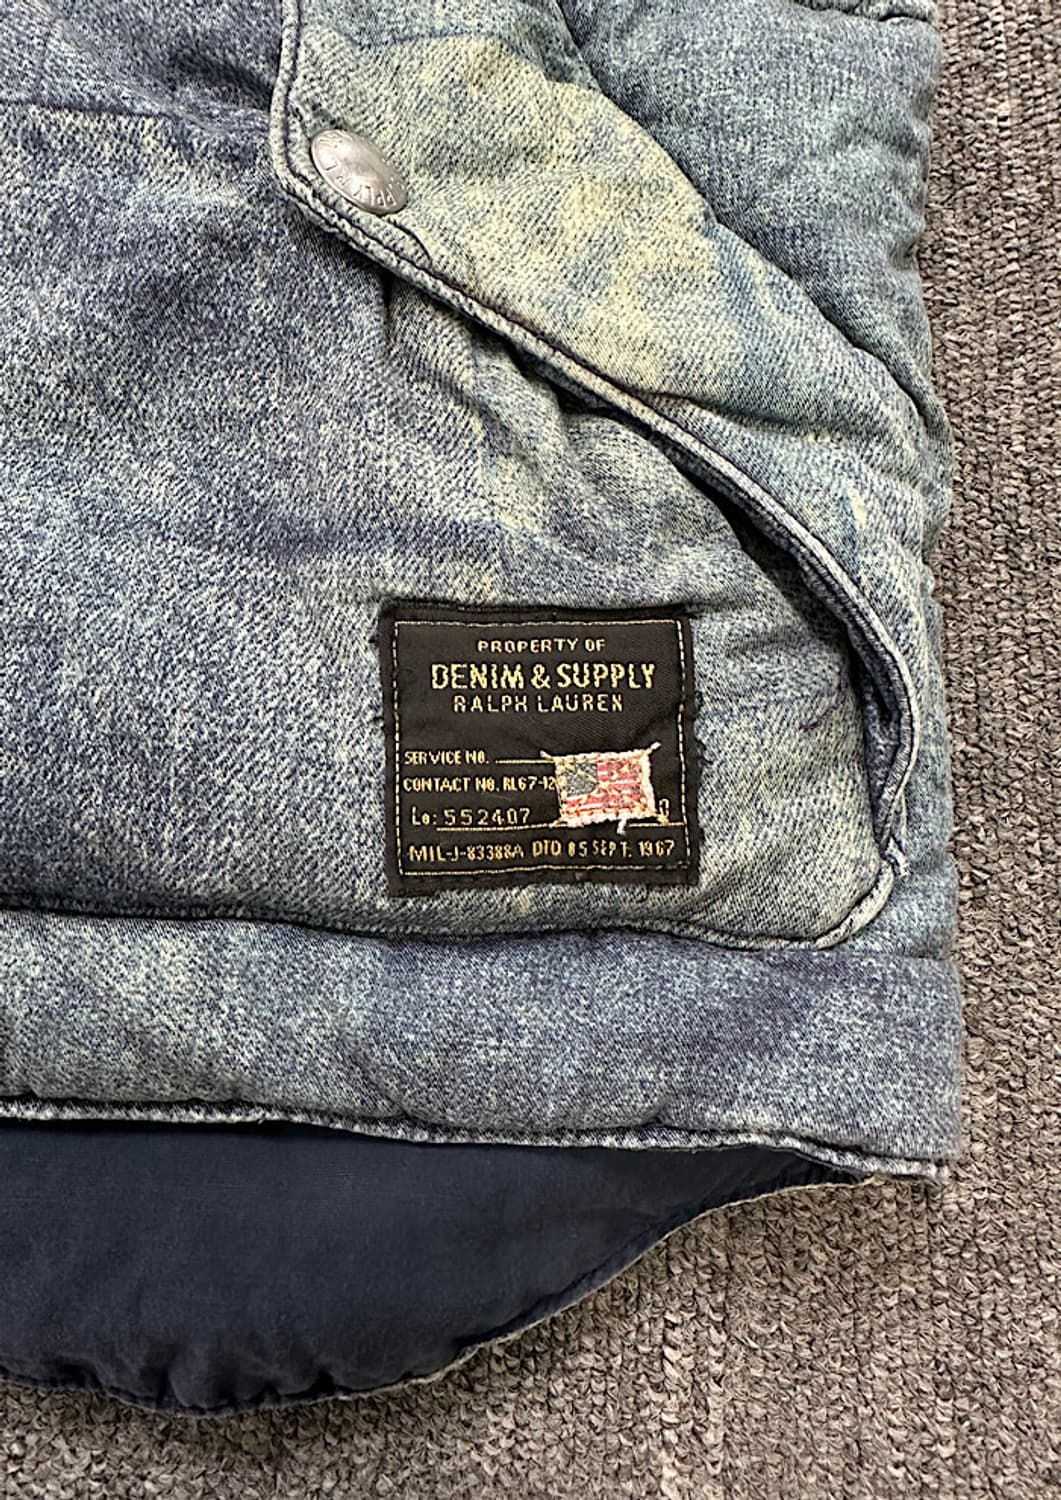 PROPERTY OF
DENIM & SUPPLY
RALPH LAUREN
SERVICE NO.
CONTACT NO. RL67-12
Lo: 552407
MIL-J-83388A DTD 05 SEPT. 1967